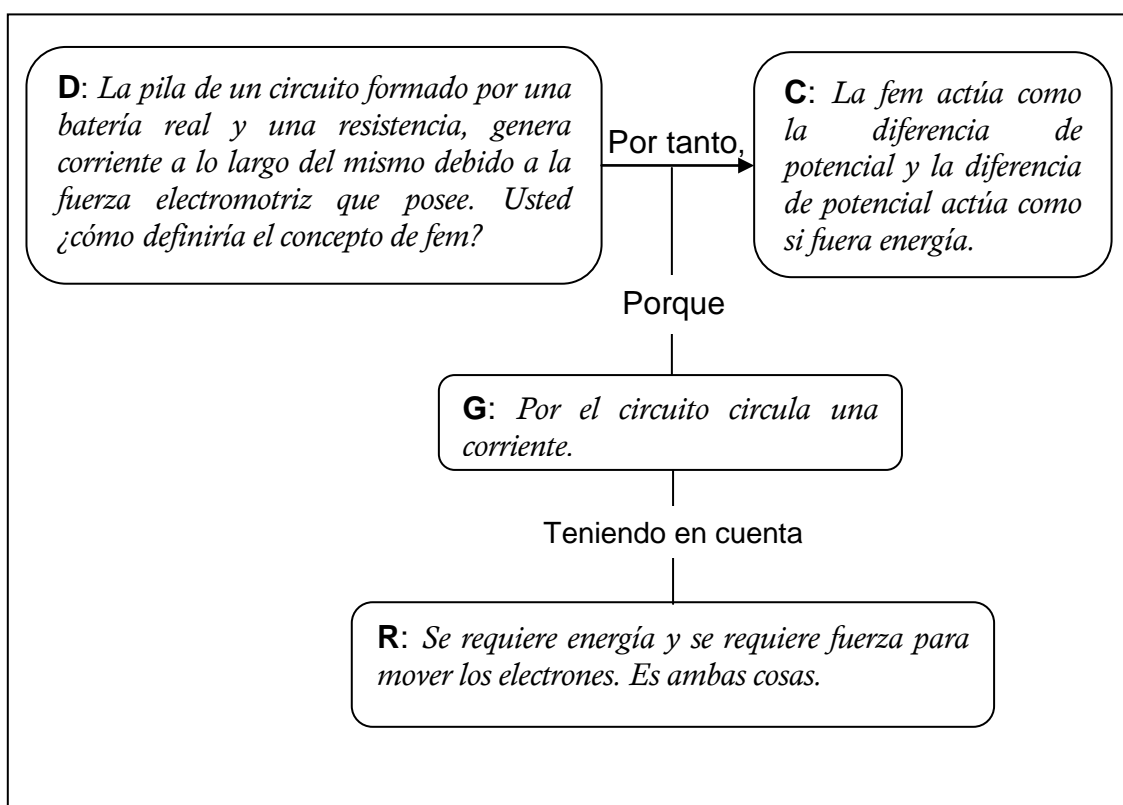 D: La pila de un circuito formado por una
batería real y una resistencia, genera
corriente a lo largo del mismo debido a la
fuerza electromotriz que posee. Usted
¿cómo definiría el concepto de fem?
Por tanto,
C: La fem actúa como
la diferencia de
potencial y la diferencia
de potencial actúa como
si fuera energía.
Porque
G: Por el circuito circula una
corriente.
Teniendo en cuenta
R: Se requiere energía y se requiere fuerza para
mover los electrones. Es ambas cosas.